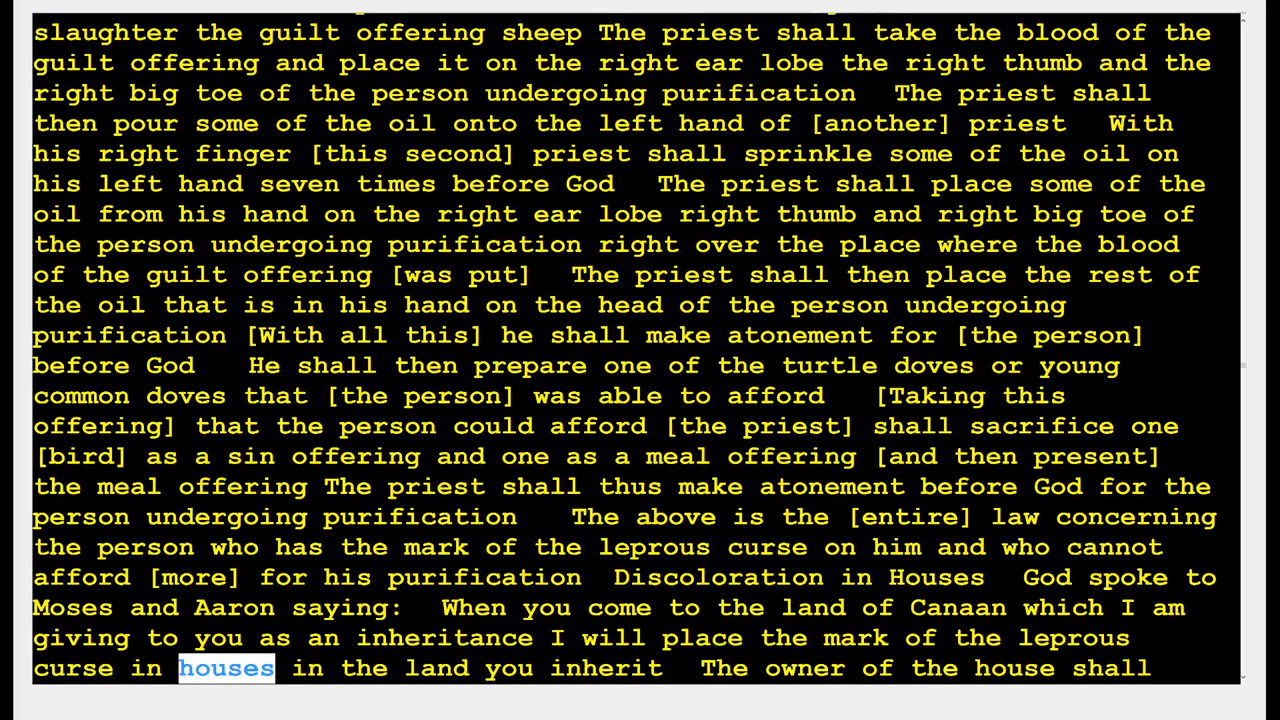 slaughter the guilt offering sheep The priest shall take the blood of the
guilt offering and place it on the right ear lobe the right thumb and the
right big toe of the person undergoing purification The priest shall
then pour some of the oil onto the left hand of [another] priest With
his right finger [this second] priest shall sprinkle some of the oil on
his left hand seven times before God The priest shall place some of the
oil from his hand on the right ear lobe right thumb and right big toe of
the person undergoing purification right over the place where the blood
of the guilt offering [was put] The priest shall then place the rest of
the oil that is in his hand on the head of the person undergoing
purification [With all this] he shall make atonement for [the person]
before God He shall then prepare one of the turtle doves or young
common doves that [the person] was able to afford [Taking this
offering] that the person could afford [the priest] shall sacrifice one
[bird] as a sin offering and one as a meal offering [and then present]
the meal offering The priest shall thus make atonement before God for the
person undergoing purification The above is the [entire] law concerning
the person who has the mark of the leprous curse on him and who cannot
afford [more] for his purification Discoloration in Houses God spoke to
Moses and Aaron saying: When you come to the land of Canaan which I am
giving to you as an inheritance I will place the mark of the leprous
curse in houses in the land you inherit The owner of the house shall